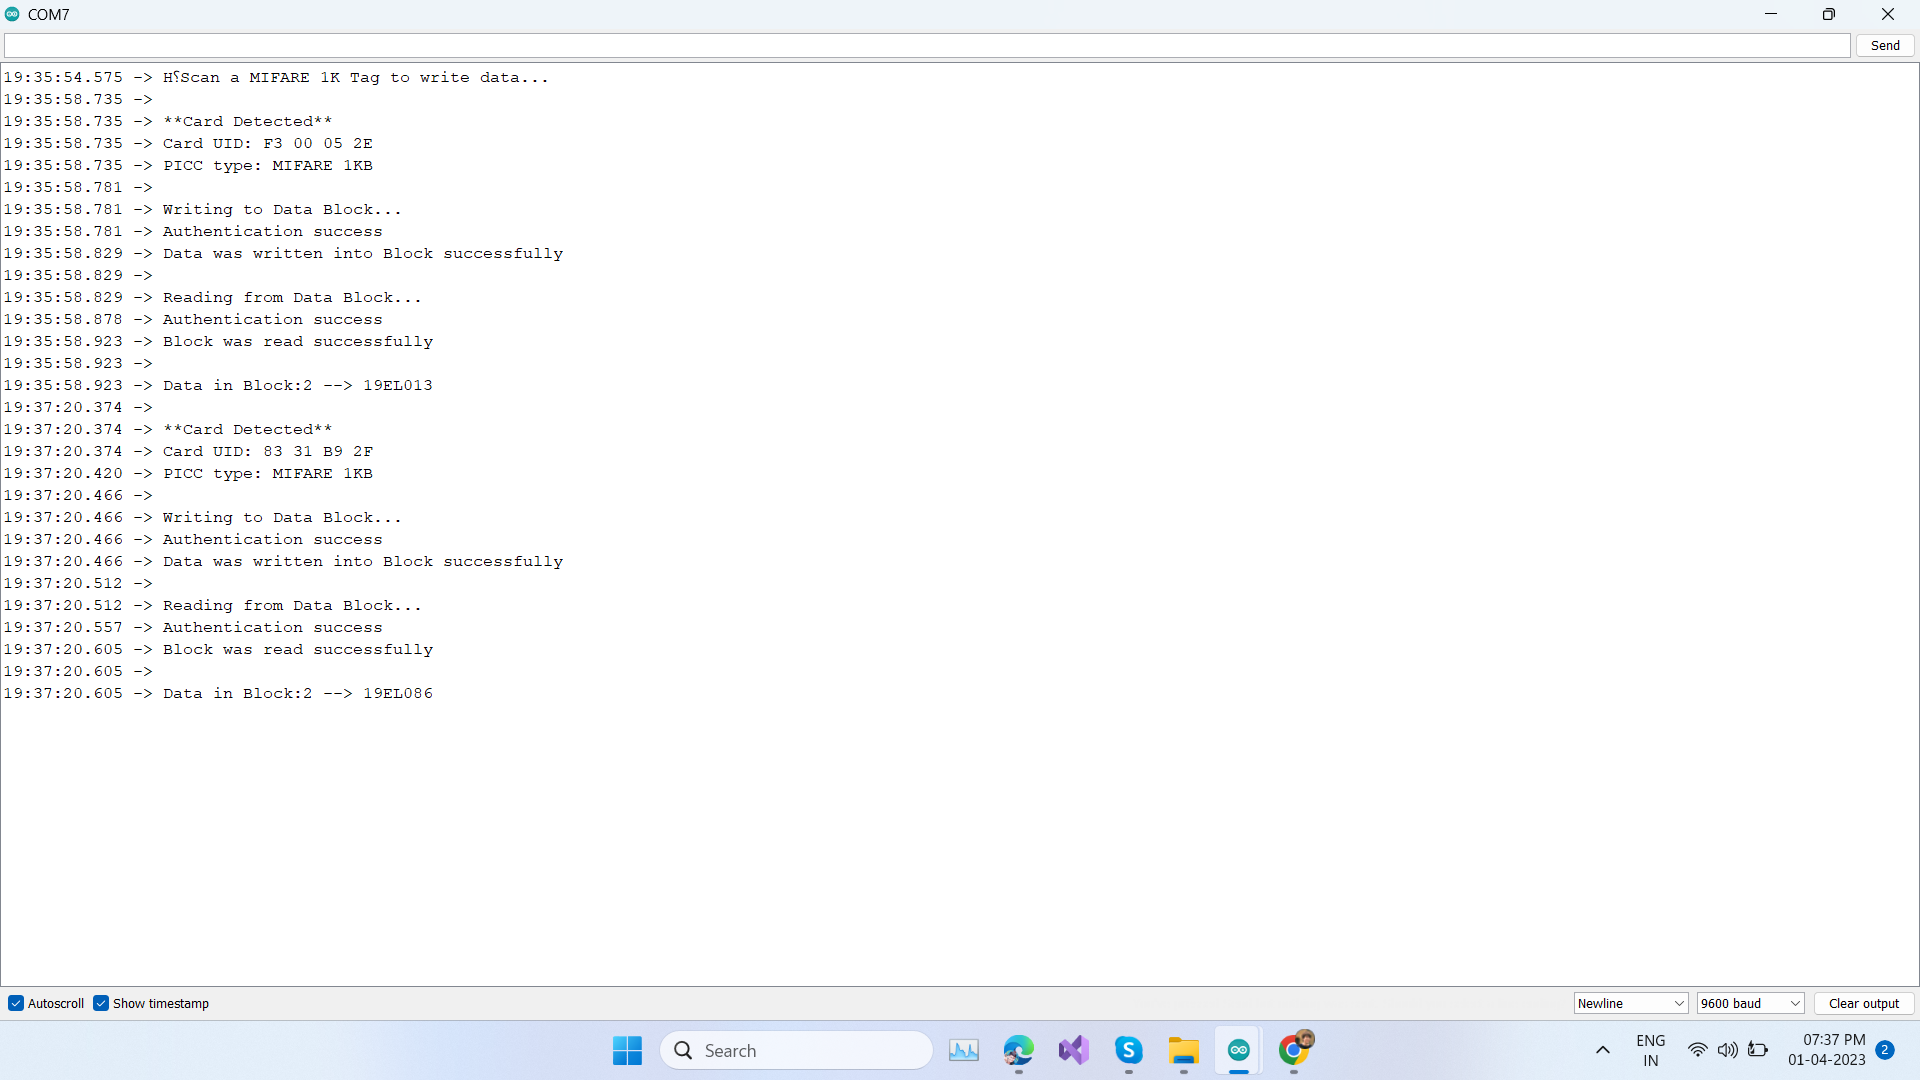 COM7
Send
19:35:54.575 -> H⸮Scan a MIFARE 1K Tag to write data...
19:35:58.735 ->
19:35:58.735 -> **Card Detected**
19:35:58.735 -> Card UID: F3 00 05 2E
19:35:58.735 -> PICC type: MIFARE 1KB
19:35:58.781 ->
19:35:58.781 -> Writing to Data Block...
19:35:58.781 -> Authentication success
19:35:58.829 -> Data was written into Block successfully
19:35:58.829 ->
19:35:58.829 -> Reading from Data Block...
19:35:58.878 -> Authentication success
19:35:58.923 -> Block was read successfully
19:35:58.923 ->
19:35:58.923 -> Data in Block:2 --> 19EL013
19:37:20.374 ->
19:37:20.374 -> **Card Detected**
19:37:20.374 -> Card UID: 83 31 B9 2F
19:37:20.420 -> PICC type: MIFARE 1KB
19:37:20.466 ->
19:37:20.466 -> Writing to Data Block...
19:37:20.466 -> Authentication success
19:37:20.466 -> Data was written into Block successfully
19:37:20.512 ->
19:37:20.512 -> Reading from Data Block...
19:37:20.557 -> Authentication success
19:37:20.605 -> Block was read successfully
19:37:20.605 ->
19:37:20.605 -> Data in Block:2 --> 19EL086
Autoscroll Show timestamp Newline 9600 baud Clear output
Search
ENG
IN
07:37 PM
01-04-2023
2